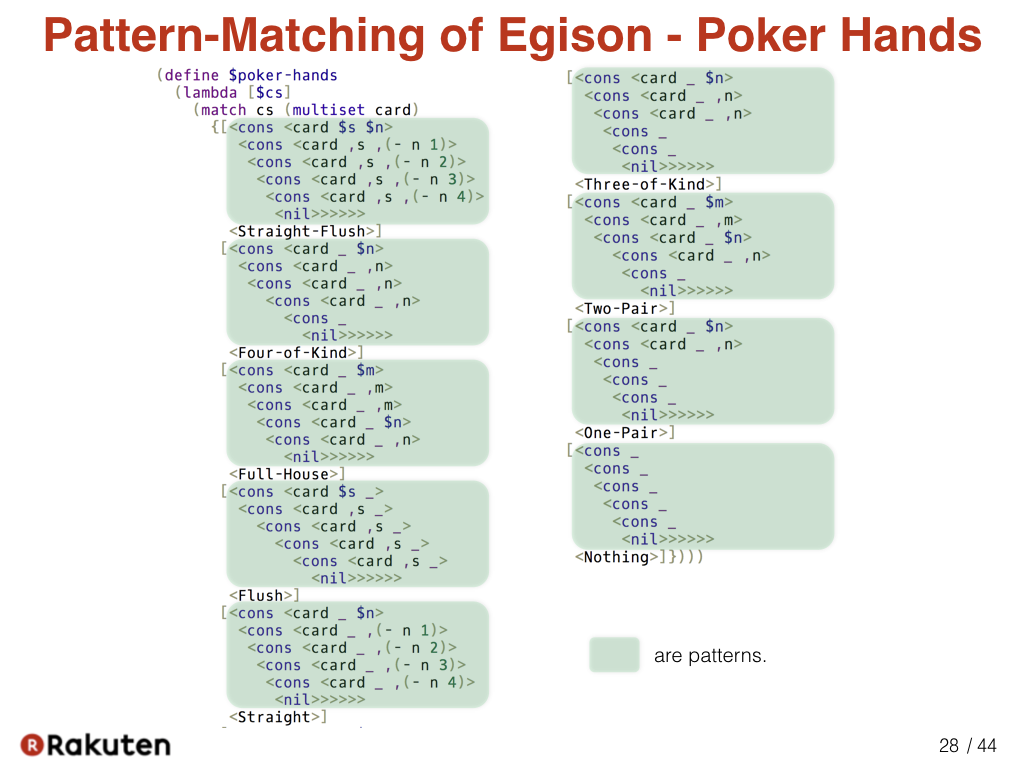 Pattern-Matching of Egison - Poker Hands
(define $poker-hands
(lambda [$cs]
(match cs (multiset card)
{[<cons <card $s $n>
<cons <card ,s ,(- n 1)>
<cons <card ,s ,(- n 2)>
<cons <card ,s ,(- n 3)>
<cons <card ,s ,(- n 4)>
<nil>>>>>>
<Straight-Flush>]
[<cons <card _ $n>
<cons <card _ ,n>
<cons <card _ ,n>
<cons <card _ ,n>
<cons _
<nil>>>>>>
<Four-of-Kind>]
[<cons <card _ $m>
<cons <card _ ,m>
<cons <card _ ,m>
<cons <card _ $n>
<cons <card _ ,n>
<nil>>>>>>
<Full-House>]
[<cons <card $s _>
<cons <card ,s _>
<cons <card ,s _>
<cons <card ,s _>
<cons <card ,s _>
<nil>>>>>>
<Flush>]
[<cons <card _ $n>
<cons <card _ ,(- n 1)>
<cons <card _ ,(- n 2)>
<cons <card _ ,(- n 3)>
<cons <card _ ,(- n 4)>
<nil>>>>>>
<Straight>]
[<cons <card _ $n>
<cons <card _ ,n>
<cons <card _ ,n>
<cons _
<cons _
<nil>>>>>>
<Three-of-Kind>]
[<cons <card _ $m>
<cons <card _ ,m>
<cons <card _ $n>
<cons <card _ ,n>
<cons _
<nil>>>>>>
<Two-Pair>]
[<cons <card _ $n>
<cons <card _ ,n>
<cons _
<cons _
<cons _
<nil>>>>>>
<One-Pair>]
[<cons _
<cons _
<cons _
<cons _
<cons _
<nil>>>>>>
<Nothing>]})))
are patterns.
R Rakuten
28 / 44